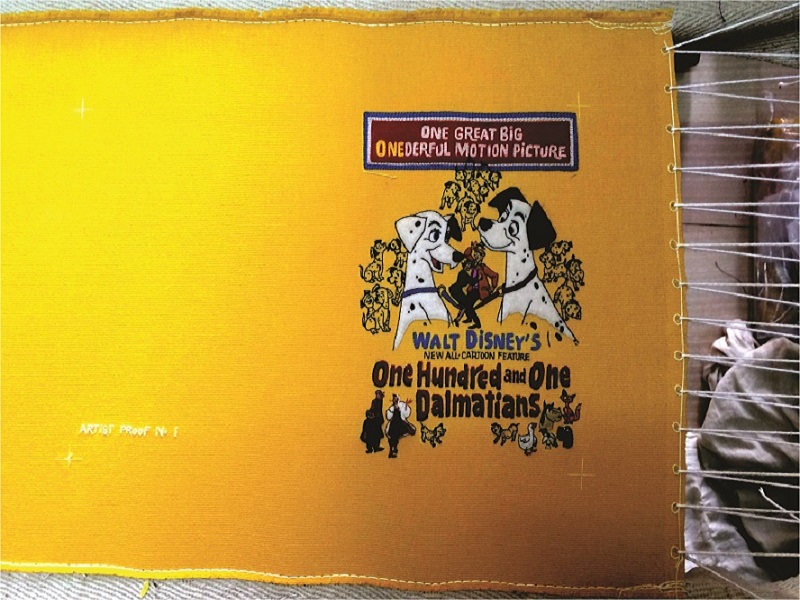 ONE GREAT BIG
ONEDERFUL MOTION PICTURE
WALT DISNEY'S
NEW ALL-CARTOON FEATURE
One Hundred and One
Dalmatians
ARTIST PROOF Nº 1